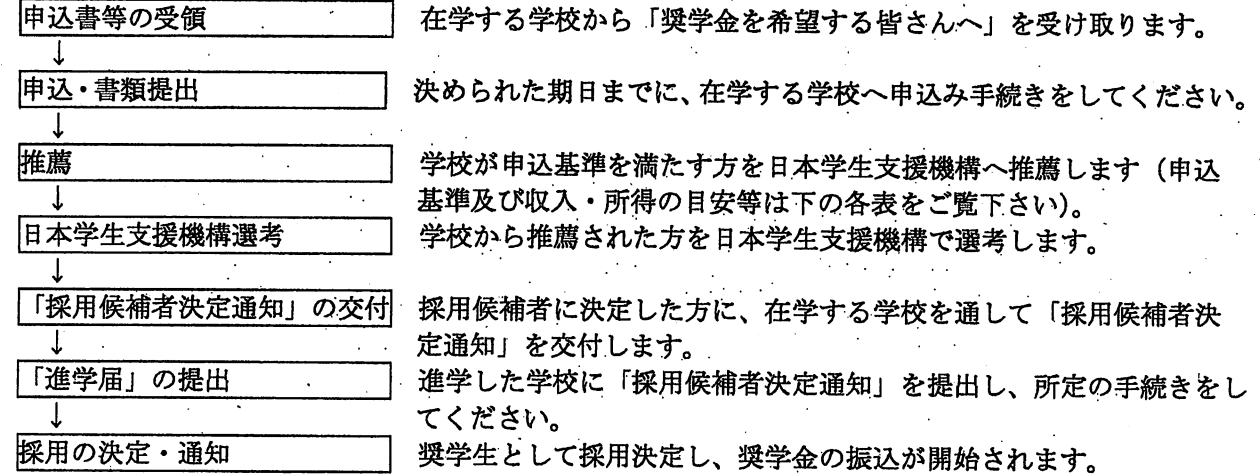 申込書等の受領 在学する学校から「奨学金を希望する皆さんへ」を受け取ります。
↓
申込・書類提出 決められた期日までに、在学する学校へ申込み手続きをしてください。
↓
推薦 学校が申込基準を満たす方を日本学生支援機構へ推薦します（申込
↓ 基準及び収入・所得の目安等は下の各表をご覧下さい）。
日本学生支援機構選考 学校から推薦された方を日本学生支援機構で選考します。
↓
「採用候補者決定通知」の交付 採用候補者に決定した方に、在学する学校を通して「採用候補者決
↓ 定通知」を交付します。
「進学届」の提出 進学した学校に「採用候補者決定通知」を提出し、所定の手続きをし
↓ てください。
採用の決定・通知 奨学生として採用決定し、奨学金の振込が開始されます。